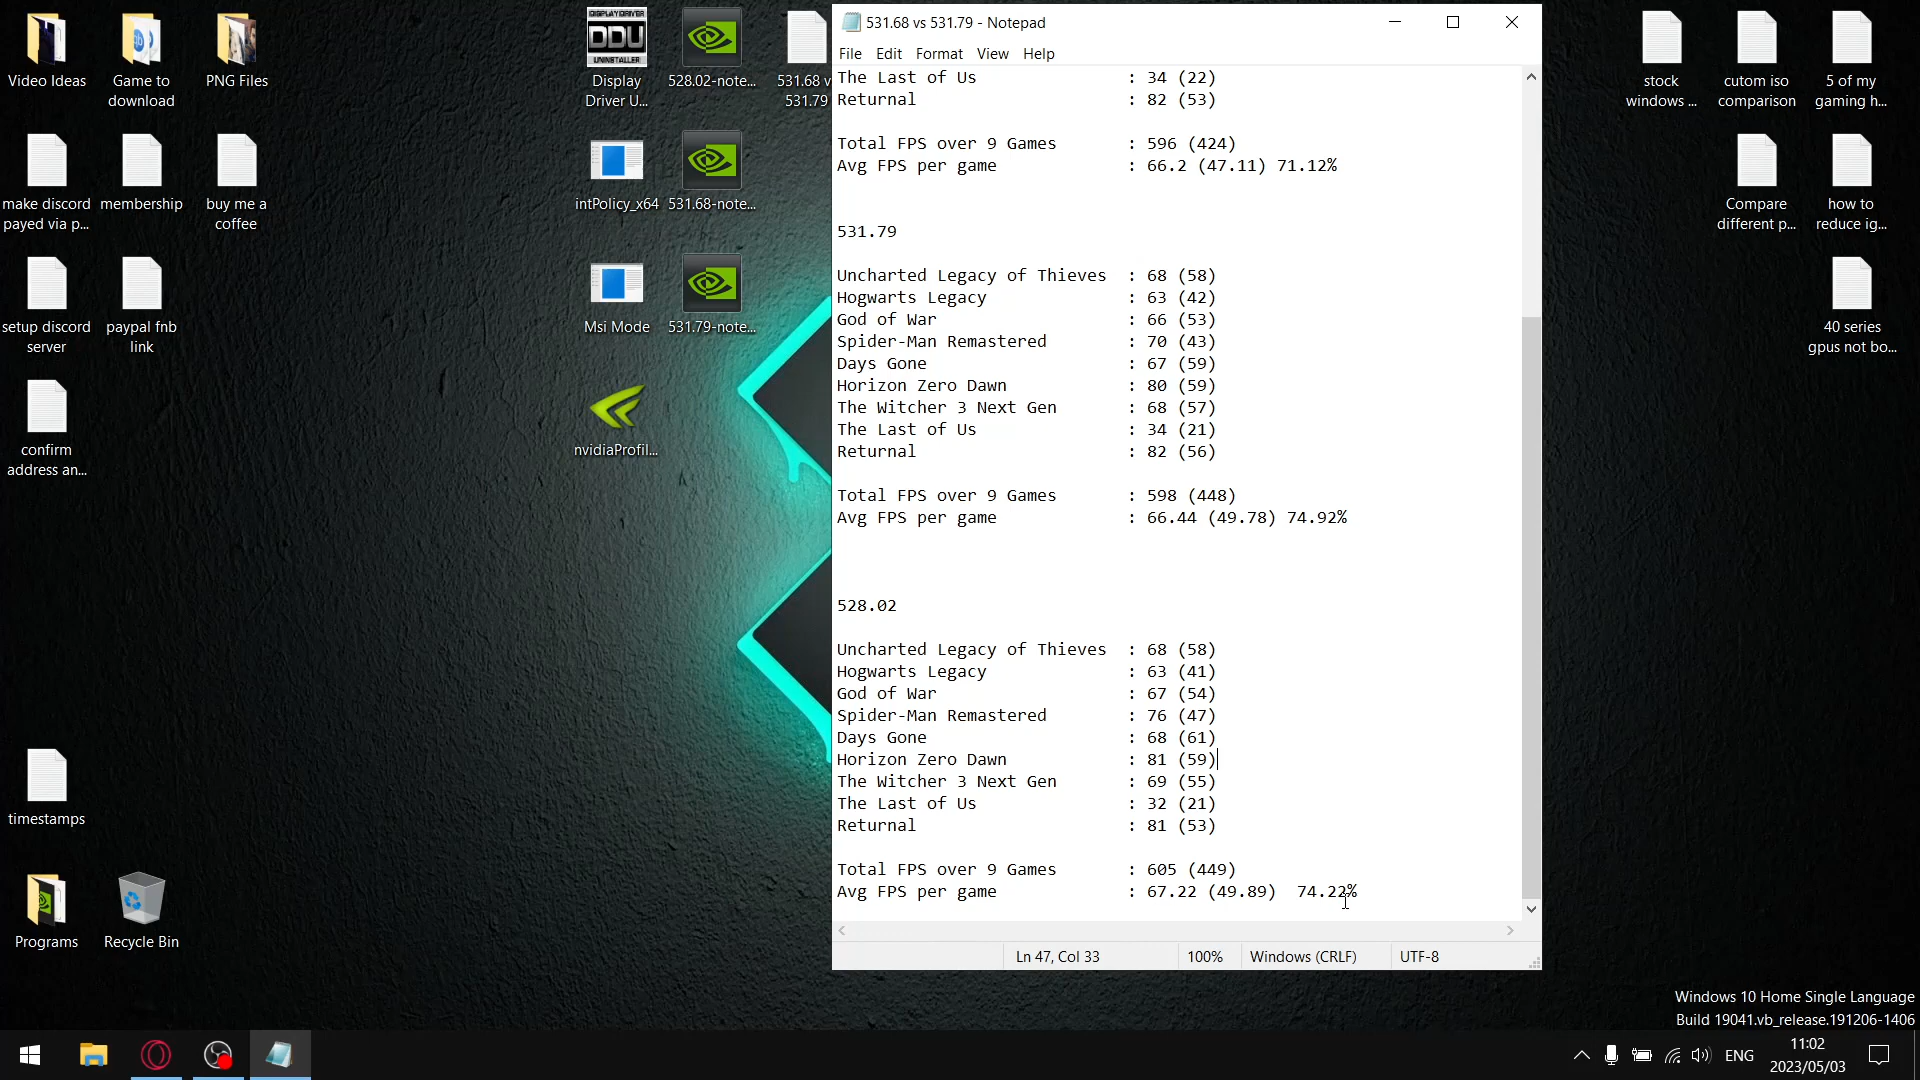 Video Ideas
Game to
download
PNG Files
make discord
payed via p...
membership
buy me a
coffee
setup discord
server
paypal fnb
link
confirm
address an...
timestamps
Programs
Recycle Bin
DISPLAY DRIVER
DDU
UNINSTALLER
Display
Driver U...
528.02-note...
531.68 v
531.79
intPolicy_x64
531.68-note...
Msi Mode
531.79-note...
nvidiaProfil...
531.68 vs 531.79 - Notepad
File Edit Format View Help
The Last of Us : 34 (22)
Returnal : 82 (53)
Total FPS over 9 Games : 596 (424)
Avg FPS per game : 66.2 (47.11) 71.12%
531.79
Uncharted Legacy of Thieves : 68 (58)
Hogwarts Legacy : 63 (42)
God of War : 66 (53)
Spider-Man Remastered : 70 (43)
Days Gone : 67 (59)
Horizon Zero Dawn : 80 (59)
The Witcher 3 Next Gen : 68 (57)
The Last of Us : 34 (21)
Returnal : 82 (56)
Total FPS over 9 Games : 598 (448)
Avg FPS per game : 66.44 (49.78) 74.92%
528.02
Uncharted Legacy of Thieves : 68 (58)
Hogwarts Legacy : 63 (41)
God of War : 67 (54)
Spider-Man Remastered : 76 (47)
Days Gone : 68 (61)
Horizon Zero Dawn : 81 (59)
The Witcher 3 Next Gen : 69 (55)
The Last of Us : 32 (21)
Returnal : 81 (53)
Total FPS over 9 Games : 605 (449)
Avg FPS per game : 67.22 (49.89) 74.22%
Ln 47, Col 33 100% Windows (CRLF) UTF-8
stock
windows ...
cutom iso
comparison
5 of my
gaming h...
Compare
different p...
how to
reduce ig...
40 series
gpus not bo...
Windows 10 Home Single Language
Build 19041.vb_release.191206-1406
ENG
11:02
2023/05/03